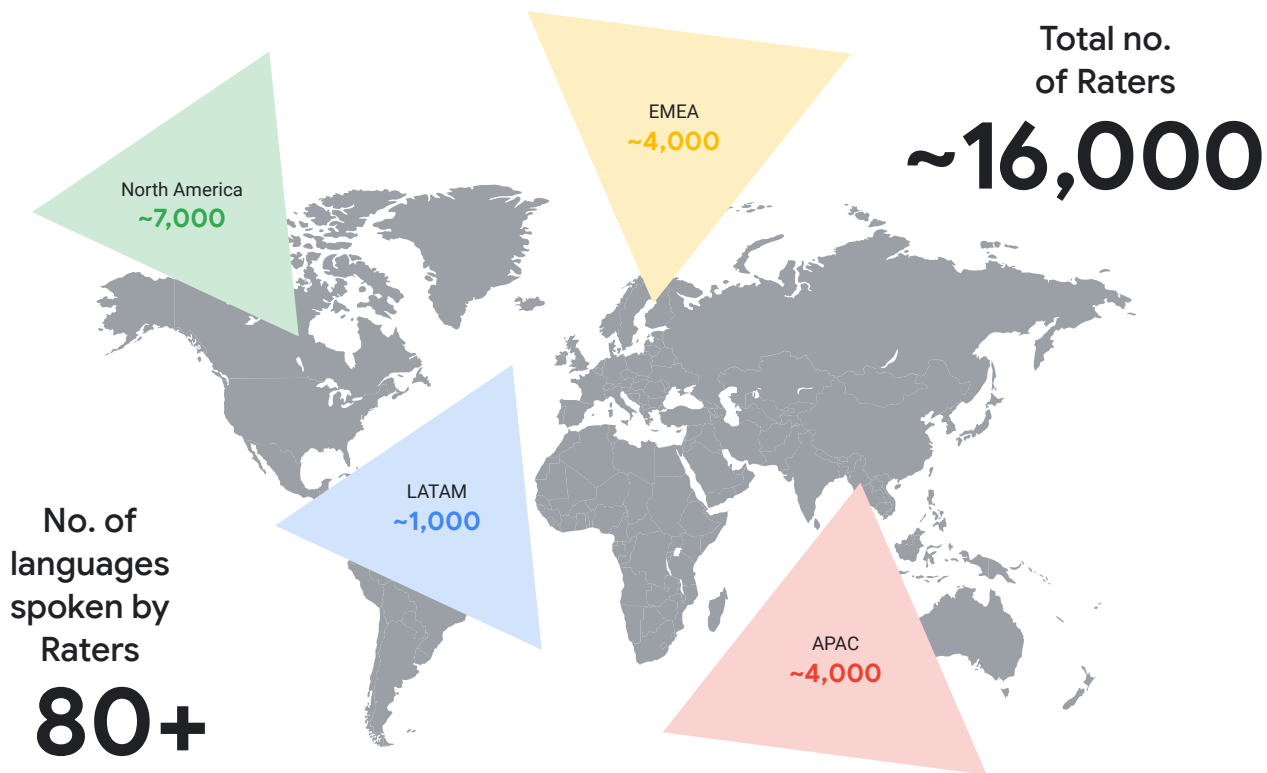 Total no.
of Raters
~16,000
EMEA
~4,000
North America
~7,000
LATAM
~1,000
No. of
languages
spoken by
Raters
80+
APAC
~4,000